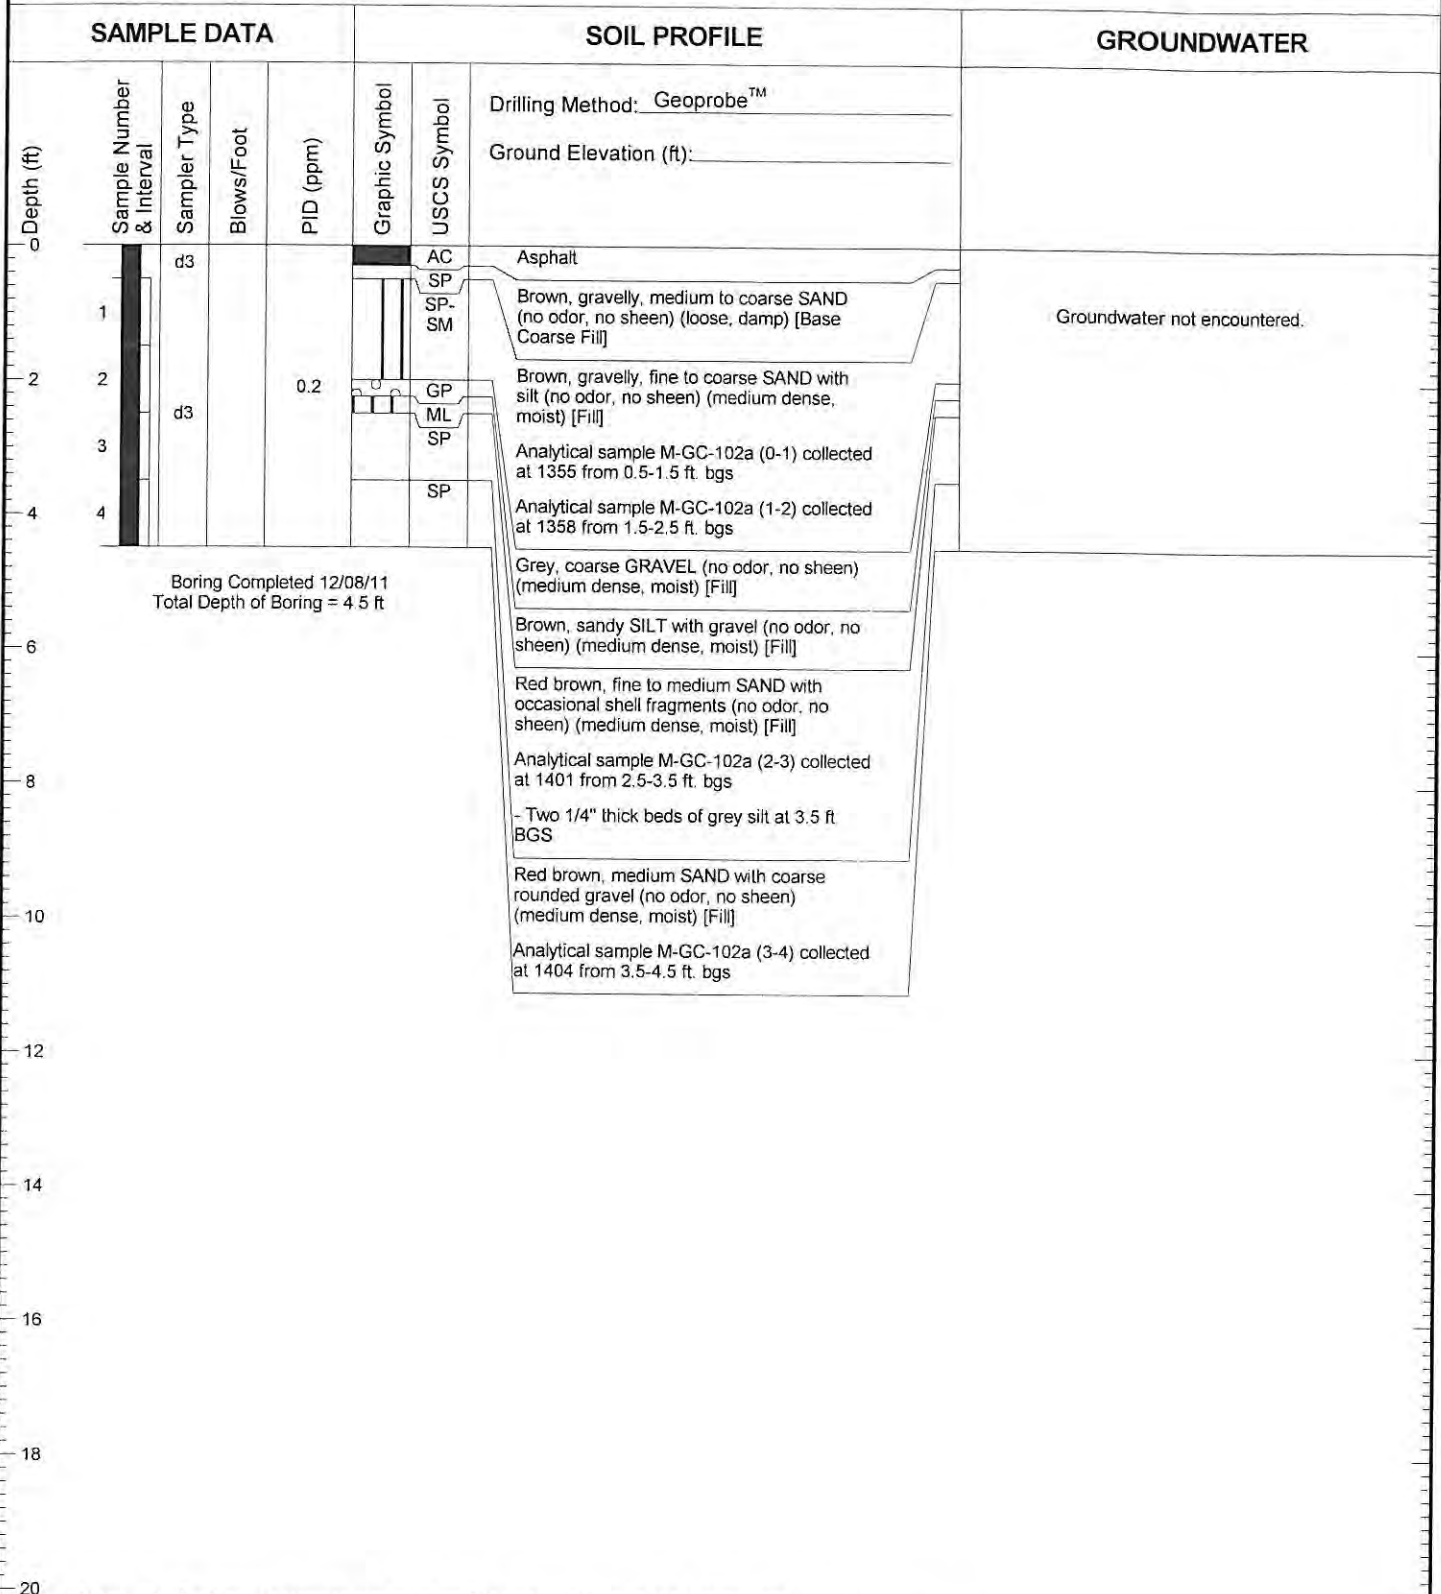 SAMPLE DATA
SOIL PROFILE
GROUNDWATER
Depth (ft)
Sample Number
& Interval
Sampler Type
Blows/Foot
PID (ppm)
Graphic Symbol
USCS Symbol
Drilling Method: Geoprobe™
Ground Elevation (ft):
0
d3
AC
Asphalt
SP
1
SP-
SM
Brown, gravelly, medium to coarse SAND
(no odor, no sheen) (loose, damp) [Base
Coarse Fill]
Groundwater not encountered.
2
2
0.2
GP
Brown, gravelly, fine to coarse SAND with
silt (no odor, no sheen) (medium dense,
moist) [Fill]
d3
ML
3
SP
Analytical sample M-GC-102a (0-1) collected
at 1355 from 0.5-1.5 ft. bgs
SP
4
4
Analytical sample M-GC-102a (1-2) collected
at 1358 from 1.5-2.5 ft. bgs
Boring Completed 12/08/11
Total Depth of Boring = 4 5 ft
Grey, coarse GRAVEL (no odor, no sheen)
(medium dense, moist) [Fill]
6
Brown, sandy SILT with gravel (no odor, no
sheen) (medium dense, moist) [Fill]
Red brown, fine to medium SAND with
occasional shell fragments (no odor, no
sheen) (medium dense, moist) [Fill]
8
Analytical sample M-GC-102a (2-3) collected
at 1401 from 2.5-3.5 ft. bgs
- Two 1/4" thick beds of grey silt at 3.5 ft
BGS
10
Red brown, medium SAND with coarse
rounded gravel (no odor, no sheen)
(medium dense, moist) [Fill]
Analytical sample M-GC-102a (3-4) collected
at 1404 from 3.5-4.5 ft. bgs
12
14
16
18
20